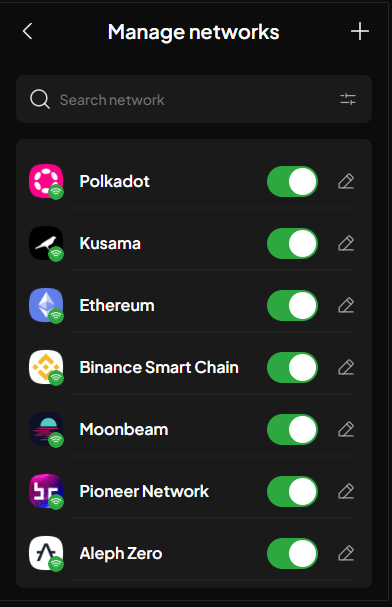 Manage networks
Search network
Polkadot
Kusama
Ethereum
Binance Smart Chain
Moonbeam
Pioneer Network
Aleph Zero